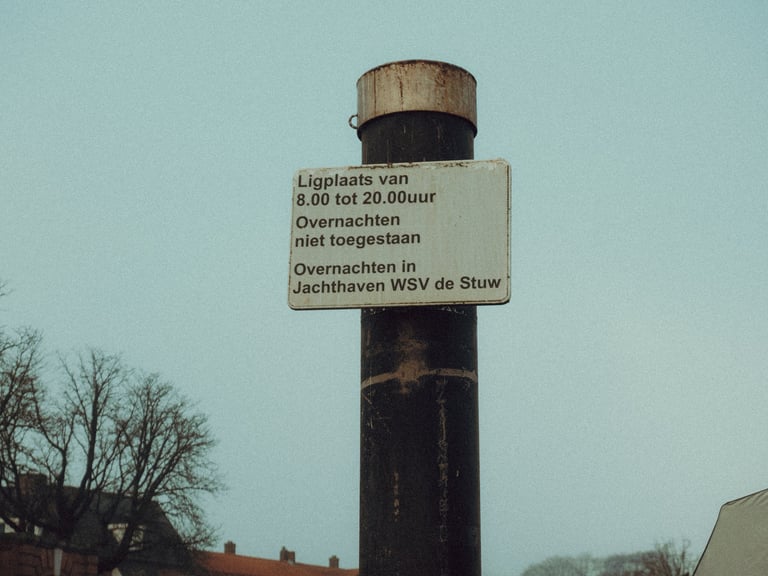 Ligplaats van
8.00 tot 20.00uur
Overnachten
niet toegestaan
Overnachten in
Jachthaven WSV de Stuw